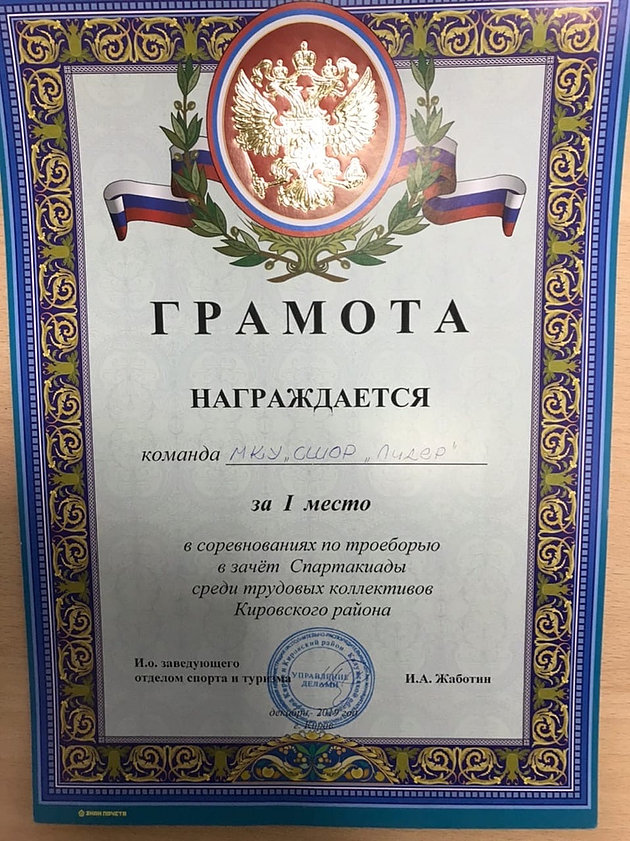 ГРАМОТА
НАГРАЖДАЕТСЯ
команда МКУ „СШОР „Лидер"
за I место
в соревнованиях по троеборью
в зачёт Спартакиады
среди трудовых коллективов
Кировского района
И.о. заведующего
отделом спорта и туризма
И.А. Жаботин
УПРАВЛЕНИЕ
ДЕЛАМИ
декабрь 2019 год
г. Киров
ЗНАК ПОЧЕТА